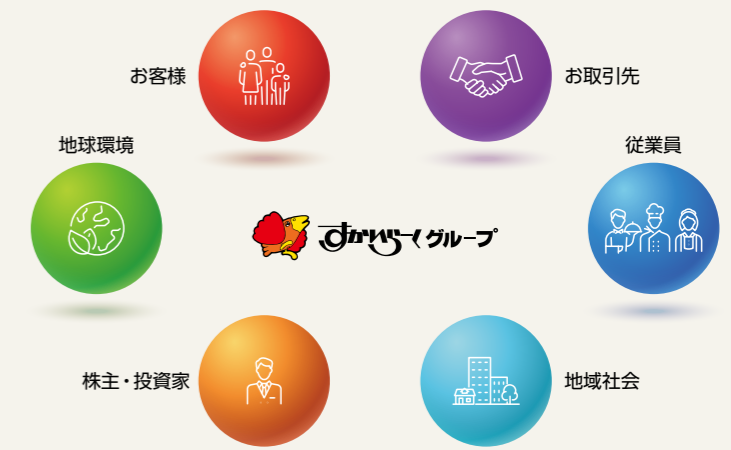 お客様
お取引先
地球環境
従業員
すかいらーくグループ
株主・投資家
地域社会